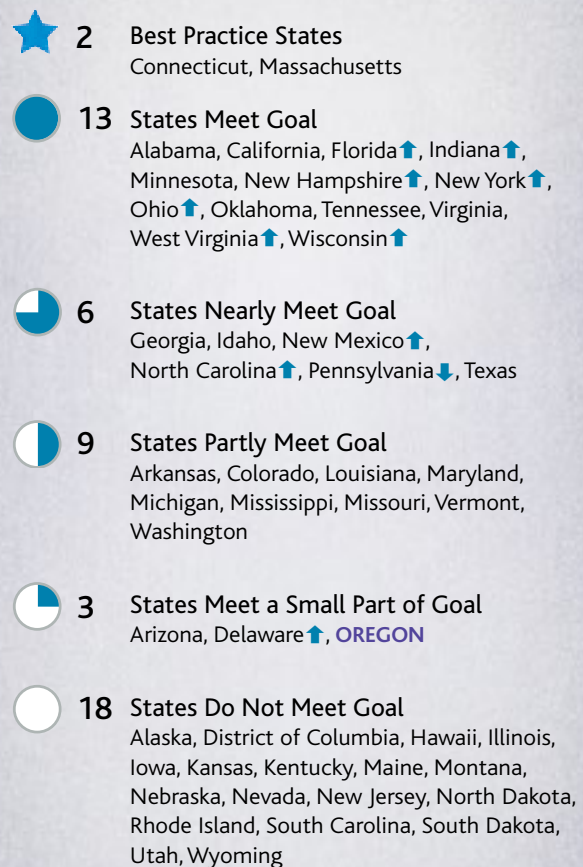 2 Best Practice States
Connecticut, Massachusetts
13 States Meet Goal
Alabama, California, Florida⬆, Indiana⬆,
Minnesota, New Hampshire⬆, New York⬆,
Ohio⬆, Oklahoma, Tennessee, Virginia,
West Virginia⬆, Wisconsin⬆
6 States Nearly Meet Goal
Georgia, Idaho, New Mexico⬆,
North Carolina⬆, Pennsylvania⬇, Texas
9 States Partly Meet Goal
Arkansas, Colorado, Louisiana, Maryland,
Michigan, Mississippi, Missouri, Vermont,
Washington
3 States Meet a Small Part of Goal
Arizona, Delaware⬆, OREGON
18 States Do Not Meet Goal
Alaska, District of Columbia, Hawaii, Illinois,
Iowa, Kansas, Kentucky, Maine, Montana,
Nebraska, Nevada, New Jersey, North Dakota,
Rhode Island, South Carolina, South Dakota,
Utah, Wyoming